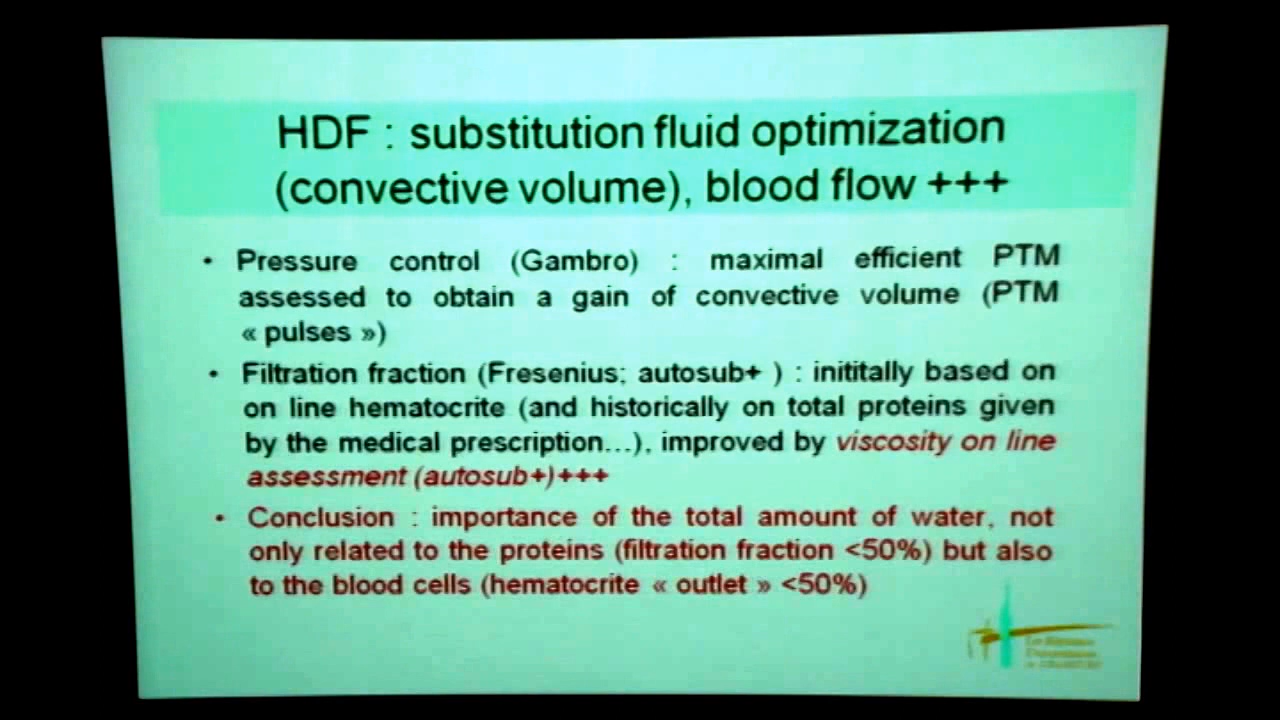 HDF : substitution fluid optimization
(convective volume), blood flow +++
• Pressure control (Gambro) : maximal efficient PTM
assessed to obtain a gain of convective volume (PTM
« pulses »)
• Filtration fraction (Fresenius; autosub+ ) : inititally based on
on line hematocrite (and historically on total proteins given
by the medical prescription...), improved by viscosity on line
assessment (autosub+)+++
• Conclusion : importance of the total amount of water, not
only related to the proteins (filtration fraction <50%) but also
to the blood cells (hematocrite « outlet » <50%)